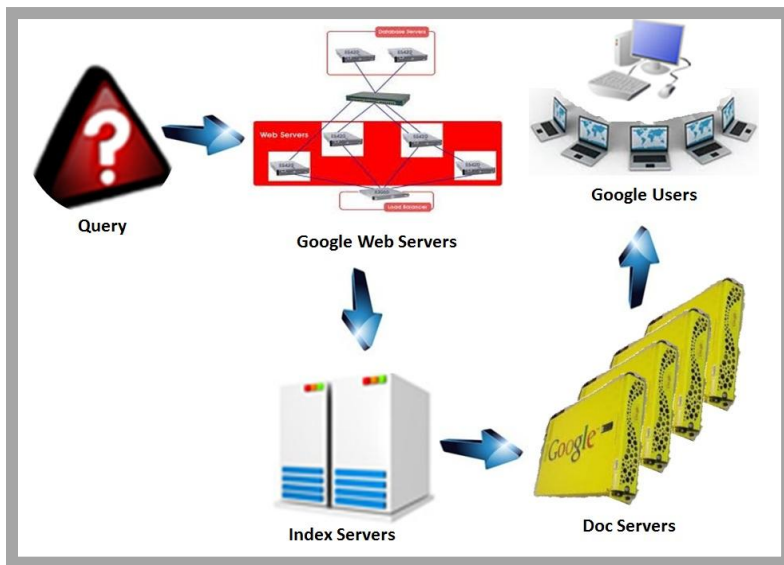 Database Servers
Web Servers
Load Balancer
Query
Google Web Servers
Google Users
Google
Index Servers
Doc Servers